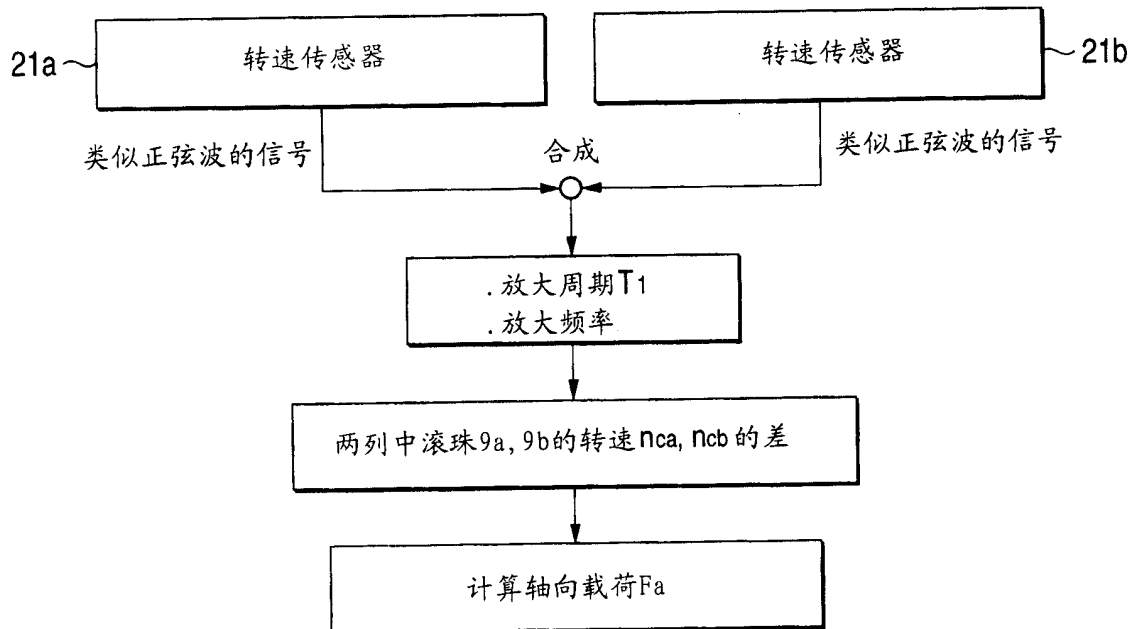 21a
转速传感器
转速传感器
21b
类似正弦波的信号
合成
类似正弦波的信号
.放大周期T1
.放大频率
两列中滚珠9a, 9b的转速nca, ncb的差
计算轴向载荷Fa